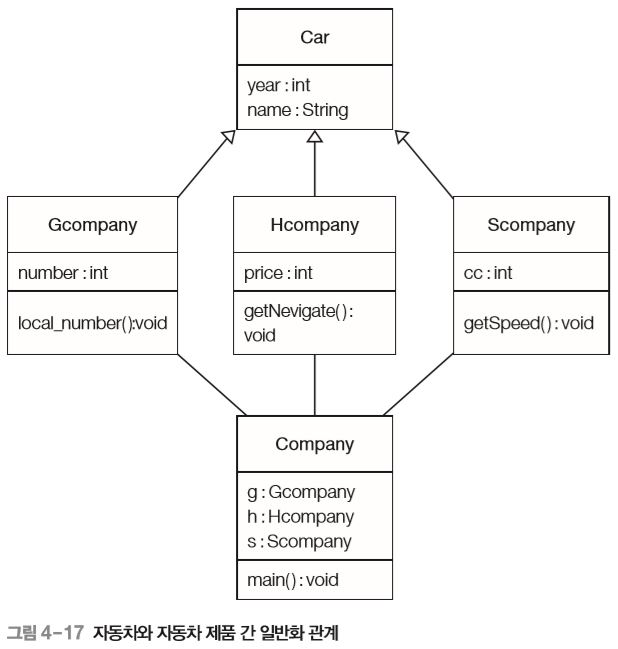 Car
year : int
name : String
Gcompany
number : int
local_number():void
Hcompany
price : int
getNevigate() :
void
Scompany
cc : int
getSpeed() : void
Company
g : Gcompany
h : Hcompany
s : Scompany
main() : void
그림 4-17 자동차와 자동차 제품 간 일반화 관계